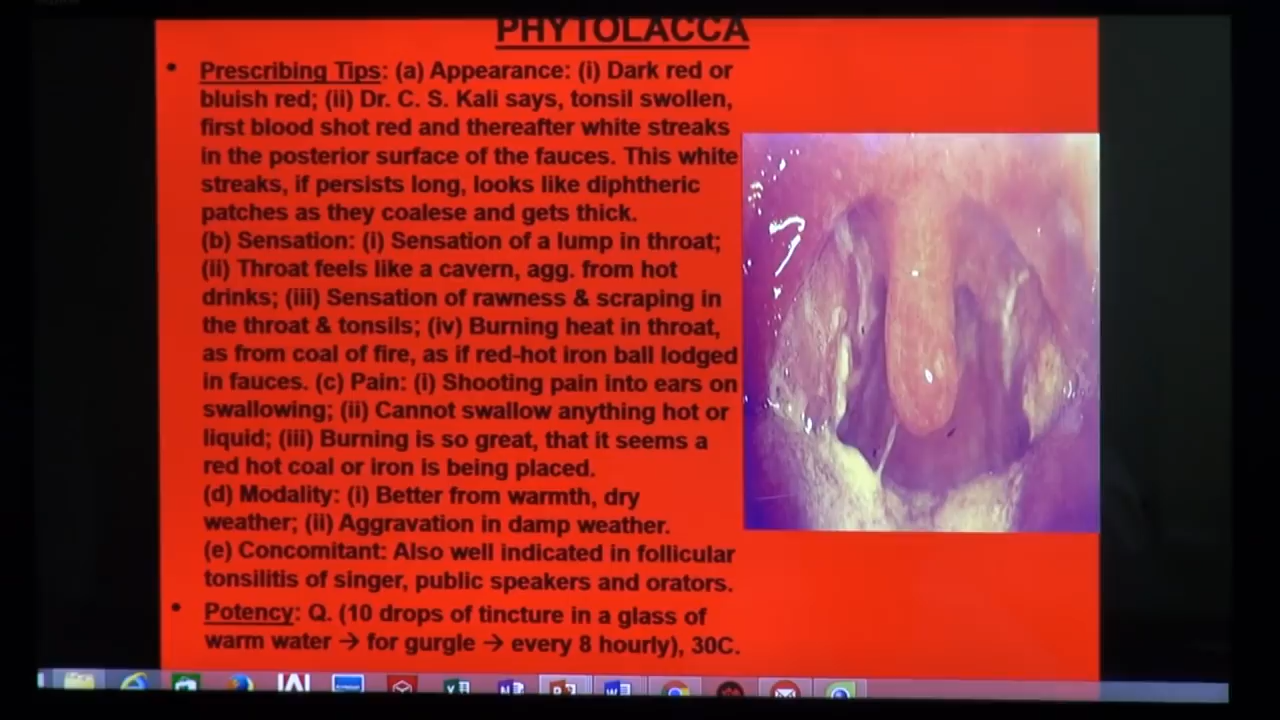 PHYTOLACCA
• Prescribing Tips: (a) Appearance: (i) Dark red or
bluish red; (ii) Dr. C. S. Kali says, tonsil swollen,
first blood shot red and thereafter white streaks
in the posterior surface of the fauces. This white
streaks, if persists long, looks like diphtheric
patches as they coalese and gets thick.
(b) Sensation: (i) Sensation of a lump in throat;
(ii) Throat feels like a cavern, agg. from hot
drinks; (iii) Sensation of rawness & scraping in
the throat & tonsils; (iv) Burning heat in throat,
as from coal of fire, as if red-hot iron ball lodged
in fauces. (c) Pain: (i) Shooting pain into ears on
swallowing; (ii) Cannot swallow anything hot or
liquid; (iii) Burning is so great, that it seems a
red hot coal or iron is being placed.
(d) Modality: (i) Better from warmth, dry
weather; (ii) Aggravation in damp weather.
(e) Concomitant: Also well indicated in follicular
tonsilitis of singer, public speakers and orators.
• Potency: Q. (10 drops of tincture in a glass of
warm water → for gurgle → every 8 hourly), 30C.